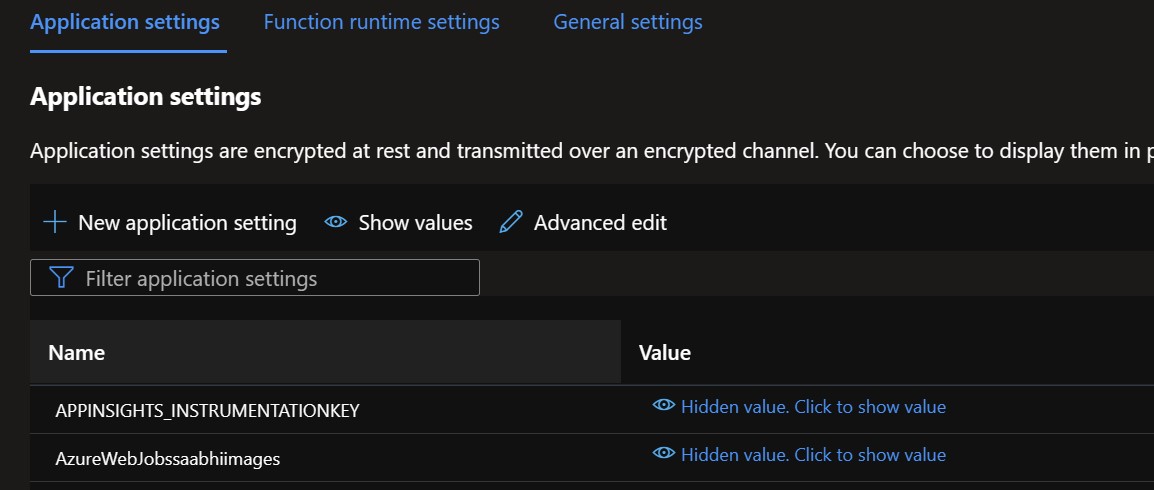 Application settings Function runtime settings General settings
Application settings
Application settings are encrypted at rest and transmitted over an encrypted channel. You can choose to display them in p
New application setting Show values Advanced edit
Filter application settings
Name Value
APPINSIGHTS_INSTRUMENTATIONKEY Hidden value. Click to show value
AzureWebJobssaabhiimages Hidden value. Click to show value